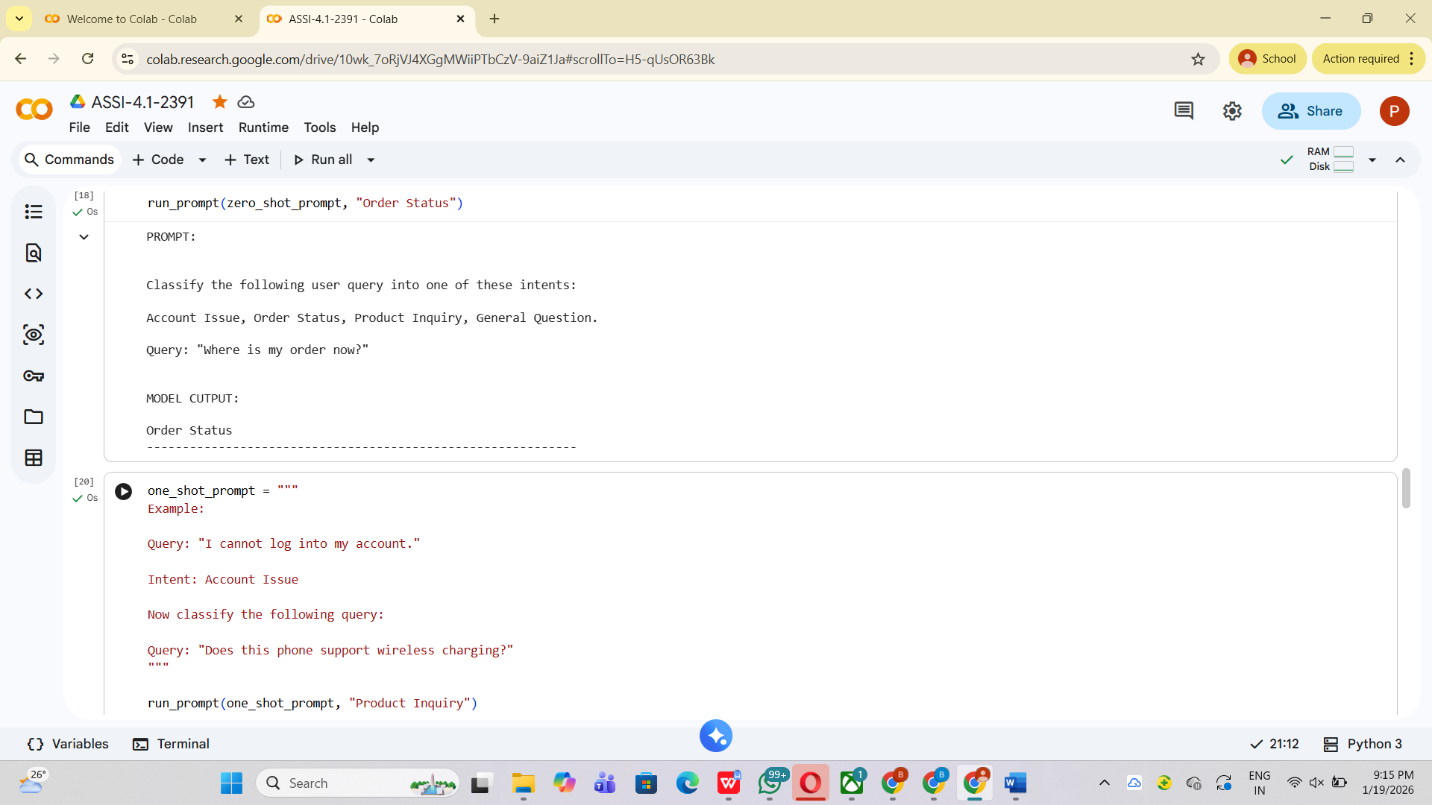 Welcome to Colab - Colab
ASSI-4.1-2391 - Colab
colab.research.google.com/drive/10wk_7oRjVJ4XGgMWiiPTbCzV-9aiZ1Ja#scrollTo=H5-qUsOR63Bk
School
Action required
ASSI-4.1-2391
File Edit View Insert Runtime Tools Help
Share
P
Commands + Code + Text Run all
RAM
Disk
[18]
0s
run_prompt(zero_shot_prompt, "Order Status")
PROMPT:
Classify the following user query into one of these intents:
Account Issue, Order Status, Product Inquiry, General Question.
Query: "Where is my order now?"
MODEL CUTPUT:
Order Status
------------------------------------------------------------
[20]
0s
one_shot_prompt = """
Example:
Query: "I cannot log into my account."
Intent: Account Issue
Now classify the following query:
Query: "Does this phone support wireless charging?"
"""
run_prompt(one_shot_prompt, "Product Inquiry")
{} Variables Terminal
21:12 Python 3
26°
Search
99+
1
B
B
ENG
IN
9:15 PM
1/19/2026